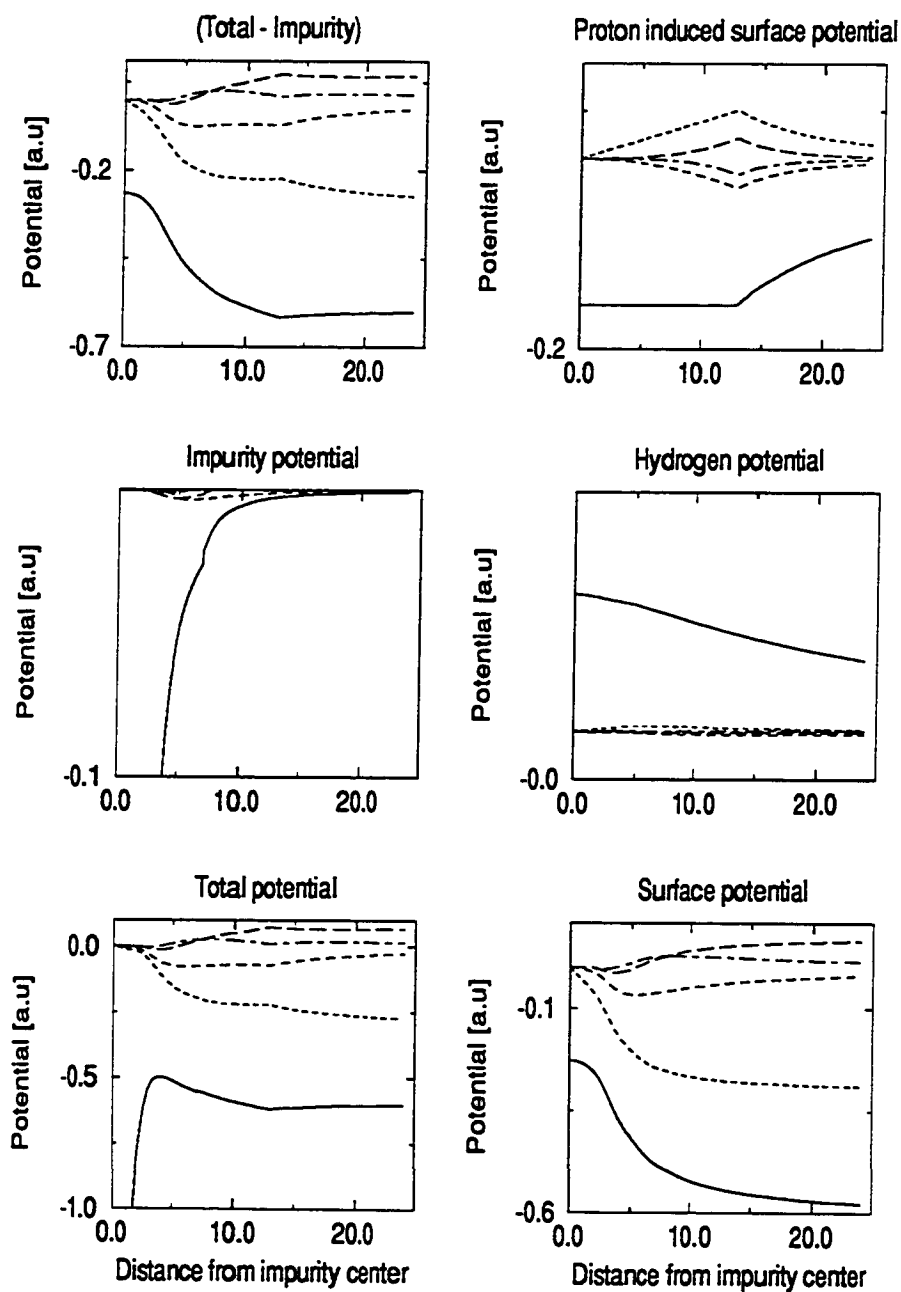 (Total - Impurity)
Potential [a.u]
-0.2
-0.7
0.0 10.0 20.0
Proton induced surface potential
Potential [a.u]
-0.2
0.0 10.0 20.0
Impurity potential
Potential [a.u]
-0.1
0.0 10.0 20.0
Hydrogen potential
Potential [a.u]
-0.0
0.0 10.0 20.0
Total potential
Potential [a.u]
0.0
-0.5
-1.0
0.0 10.0 20.0
Distance from impurity center
Surface potential
Potential [a.u]
-0.1
-0.6
0.0 10.0 20.0
Distance from impurity center